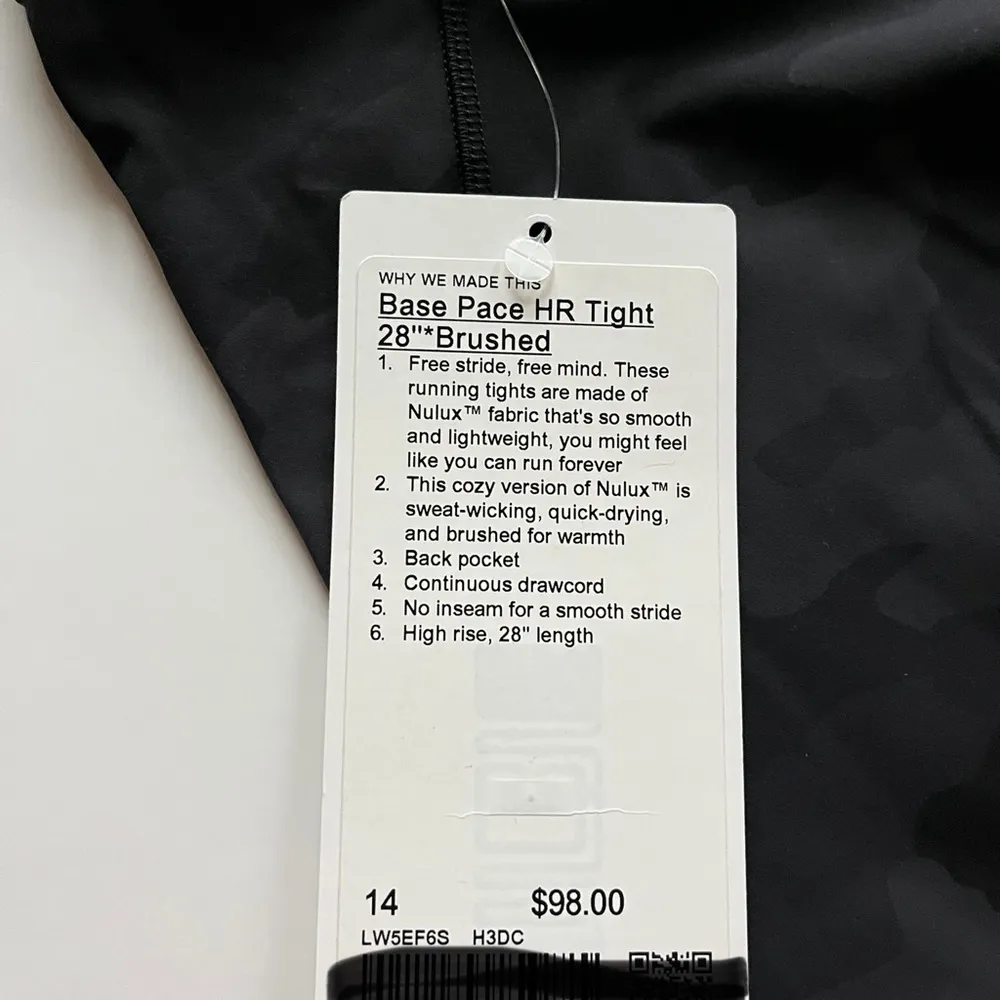 WHY WE MADE THIS
Base Pace HR Tight
28"*Brushed
1. Free stride, free mind. These
running tights are made of
Nulux™ fabric that's so smooth
and lightweight, you might feel
like you can run forever
2. This cozy version of Nulux™ is
sweat-wicking, quick-drying,
and brushed for warmth
3. Back pocket
4. Continuous drawcord
5. No inseam for a smooth stride
6. High rise, 28" length
14 $98.00
LW5EF6S H3DC